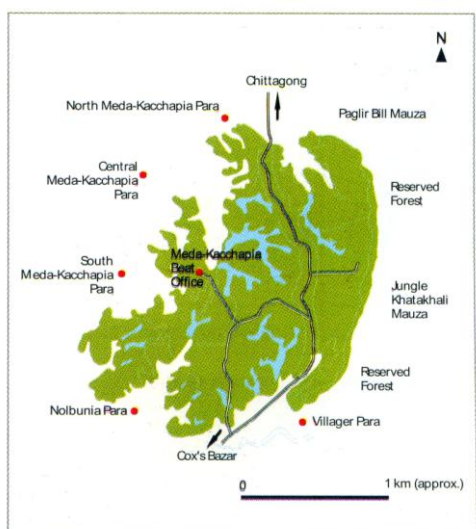 N
Chittagong
North Meda-Kacchapia Para
Paglir Bill Mauza
Central
Meda-Kacchapia
Para
Reserved
Forest
South
Meda-Kacchapia
Para
Meda-Kacchapia
Beat
Office
Jungle
Khatakhali
Mauza
Reserved
Forest
Nolbunia Para
Villager Para
Cox's Bazar
0
1 km (approx.)